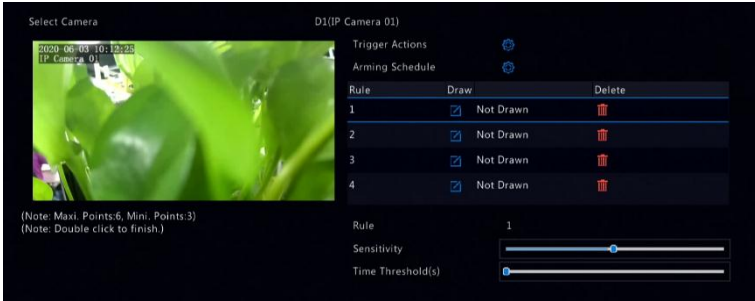 Select Camera D1(IP Camera 01)
2020-06-03 10:12:25
IP Camera 01
Trigger Actions
Arming Schedule
Rule Draw Delete
1 Not Drawn
2 Not Drawn
3 Not Drawn
4 Not Drawn
(Note: Maxi. Points:6, Mini. Points:3)
(Note: Double click to finish.)
Rule 1
Sensitivity
Time Threshold(s)